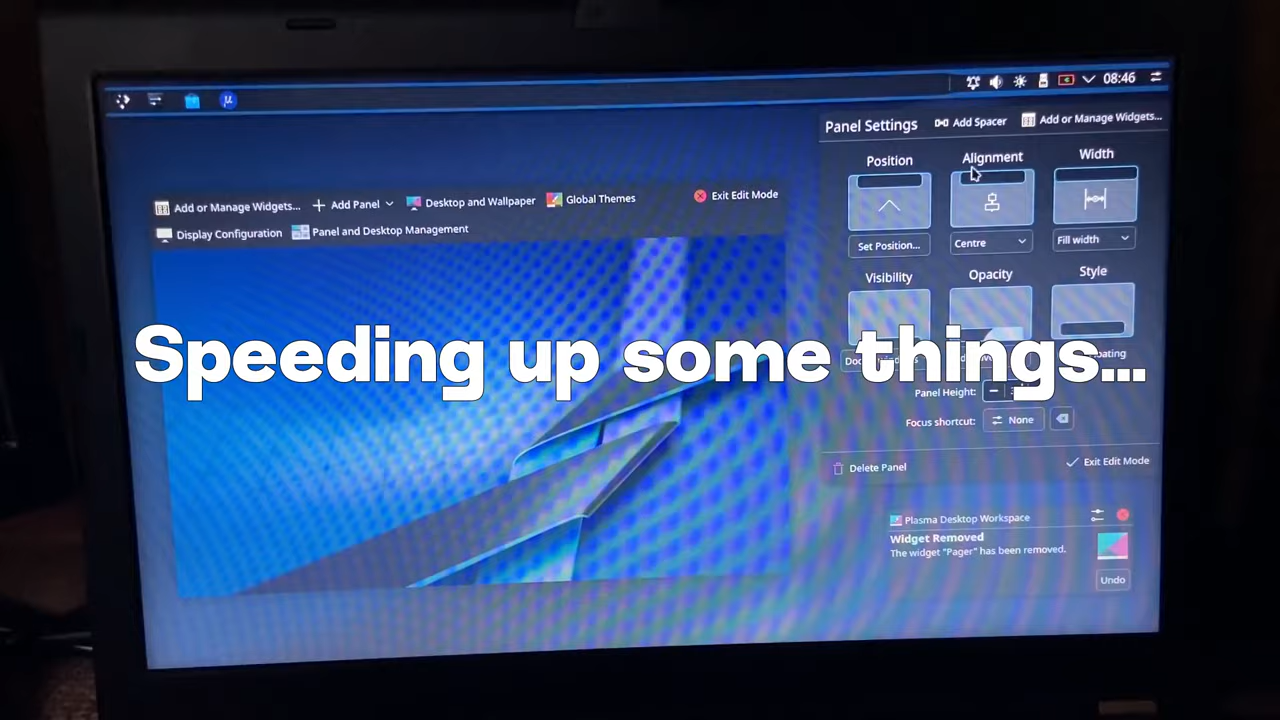 08:46
Panel Settings
Add Spacer
Add or Manage Widgets...
Position
Alignment
Width
Set Position...
Centre
Fill width
Visibility
Opacity
Style
Panel Height:
Focus shortcut:
None
Delete Panel
Exit Edit Mode
Add or Manage Widgets...
Add Panel
Desktop and Wallpaper
Global Themes
Exit Edit Mode
Display Configuration
Panel and Desktop Management
Speeding up some things...
Plasma Desktop Workspace
Widget Removed
The widget "Pager" has been removed.
Undo